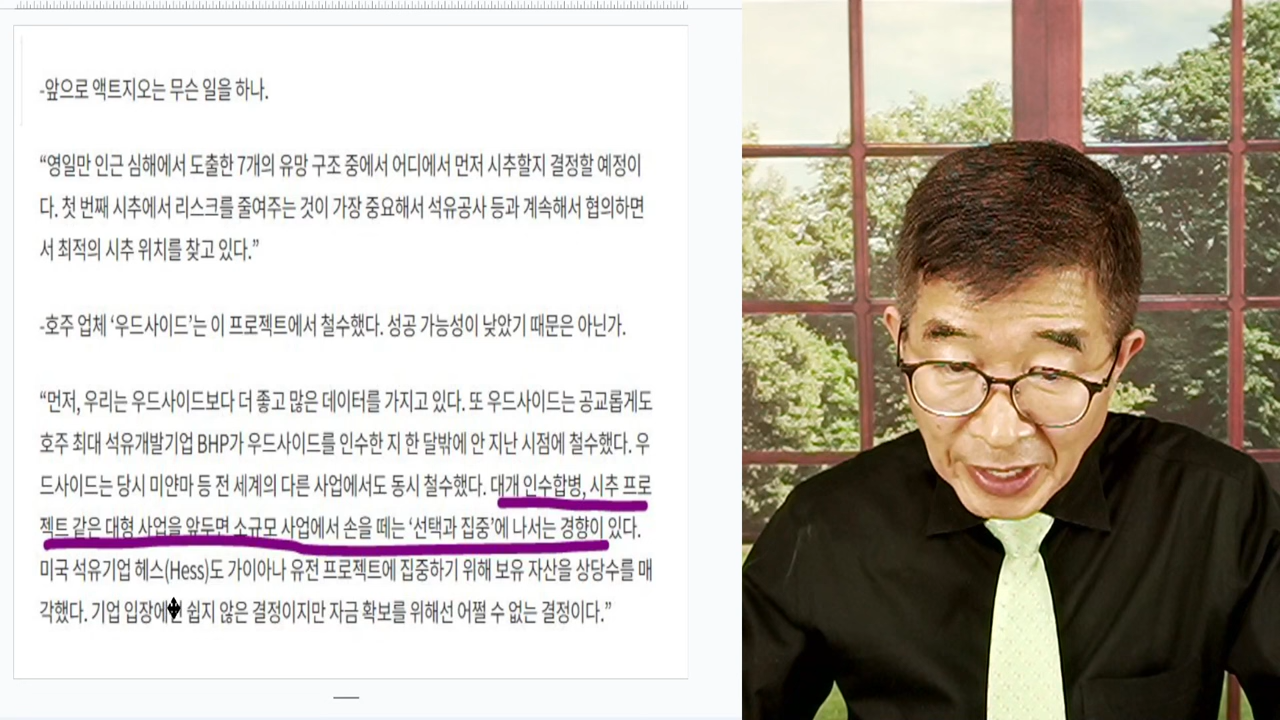 -앞으로 액트지오는 무슨 일을 하나.
“영일만 인근 심해에서 도출한 7개의 유망 구조 중에서 어디에서 먼저 시추할지 결정할 예정이
다. 첫 번째 시추에서 리스크를 줄여주는 것이 가장 중요해서 석유공사 등과 계속해서 협의하면
서 최적의 시추 위치를 찾고 있다.”
-호주 업체 ‘우드사이드’는 이 프로젝트에서 철수했다. 성공 가능성이 낮았기 때문은 아닌가.
“먼저, 우리는 우드사이드보다 더 좋고 많은 데이터를 가지고 있다. 또 우드사이드는 공교롭게도
호주 최대 석유개발기업 BHP가 우드사이드를 인수한 지 한 달밖에 안 지난 시점에 철수했다. 우
드사이드는 당시 미얀마 등 전 세계의 다른 사업에서도 동시 철수했다. 대개 인수합병, 시추 프로
젝트 같은 대형 사업을 앞두면 소규모 사업에서 손을 떼는 ‘선택과 집중’에 나서는 경향이 있다.
미국 석유기업 헤스(Hess)도 가이아나 유전 프로젝트에 집중하기 위해 보유 자산을 상당수를 매
각했다. 기업 입장에선 쉽지 않은 결정이지만 자금 확보를 위해선 어쩔 수 없는 결정이다.”